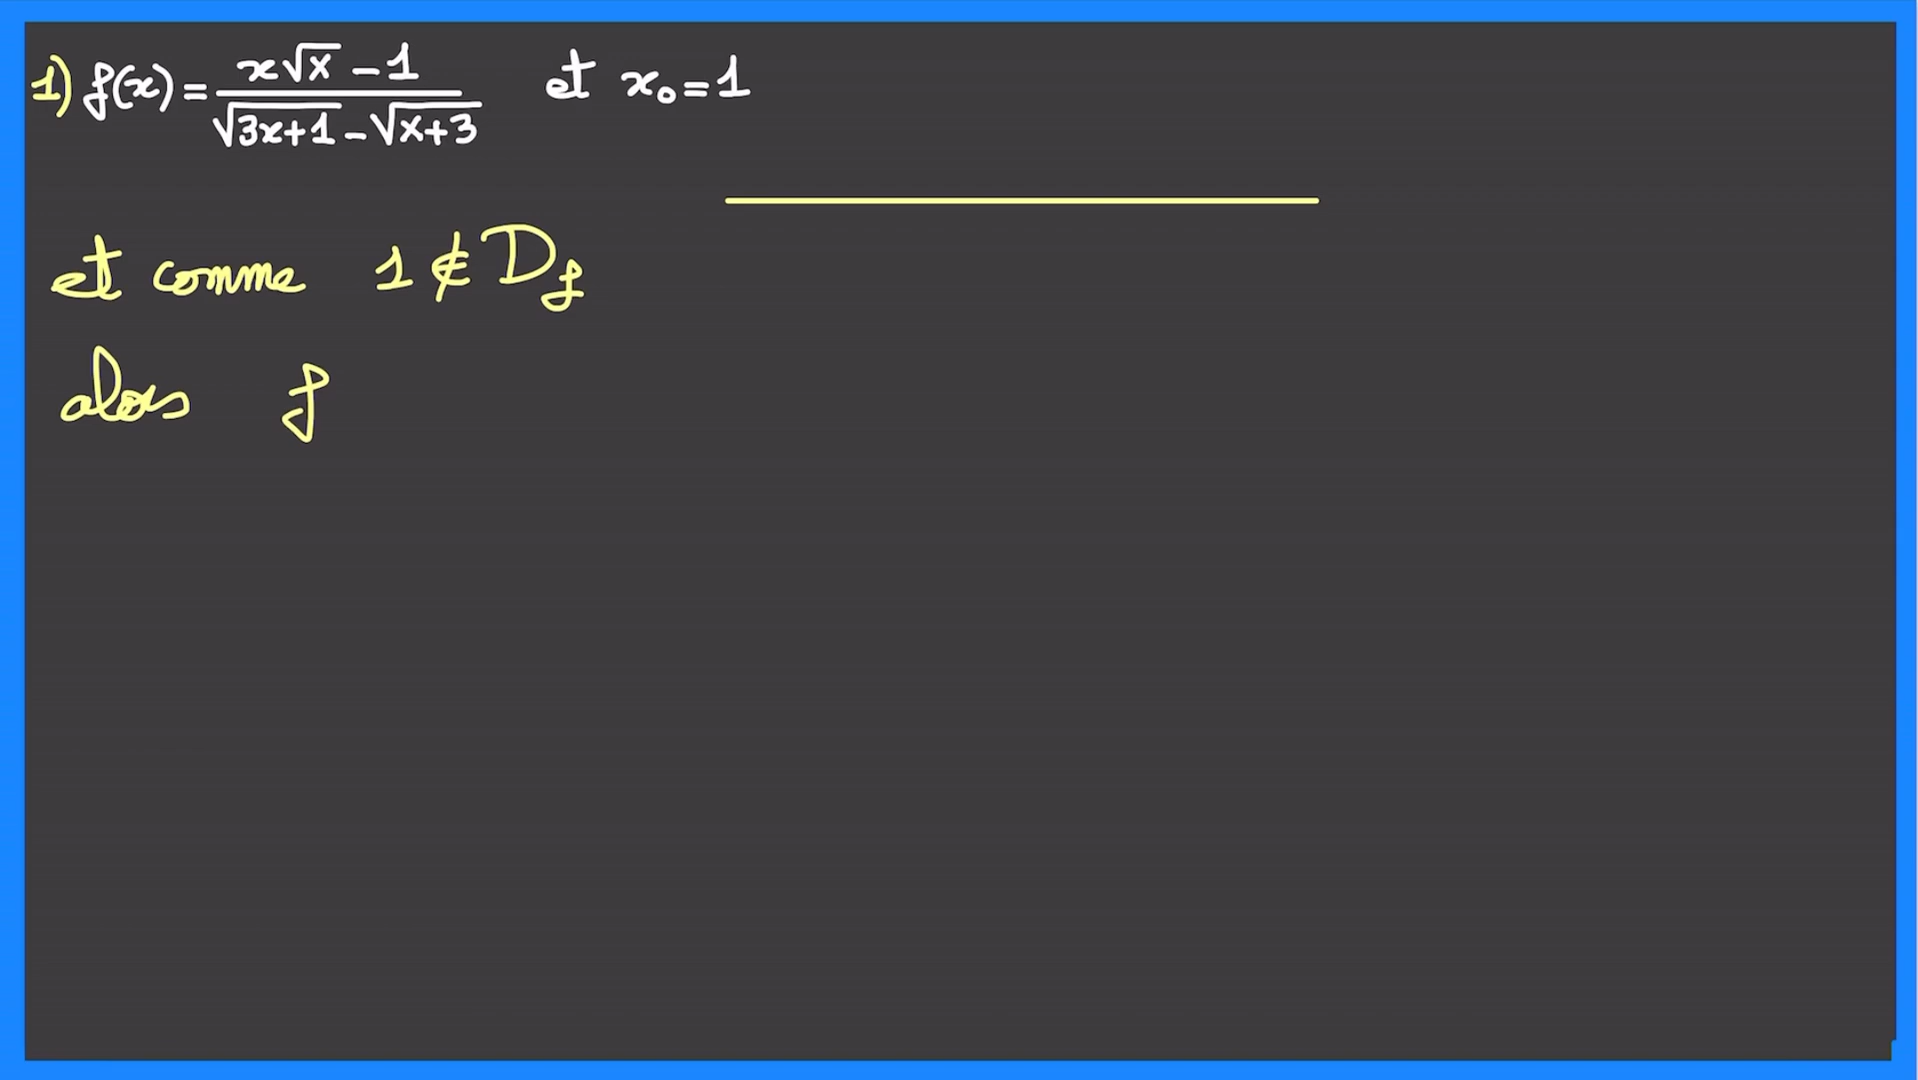 1) f(x) = (x√x - 1)/(√(3x+1) - √(x+3)) et x₀ = 1
et comme 1 ∉ D_f
alors f